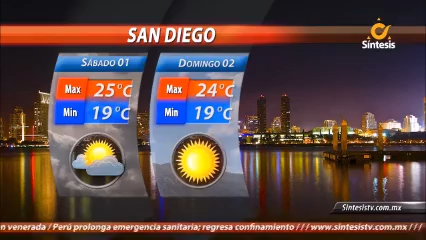 SAN DIEGO
Síntesis
SÁBADO 01
DOMINGO 02
Max 25°C
Max 24°C
Min 19°C
Min 19°C
Sintesistv.com.mx
n venerada / Perú prolonga emergencia sanitaria; regresa confinamiento /// www.sintesistv.com.mx ///